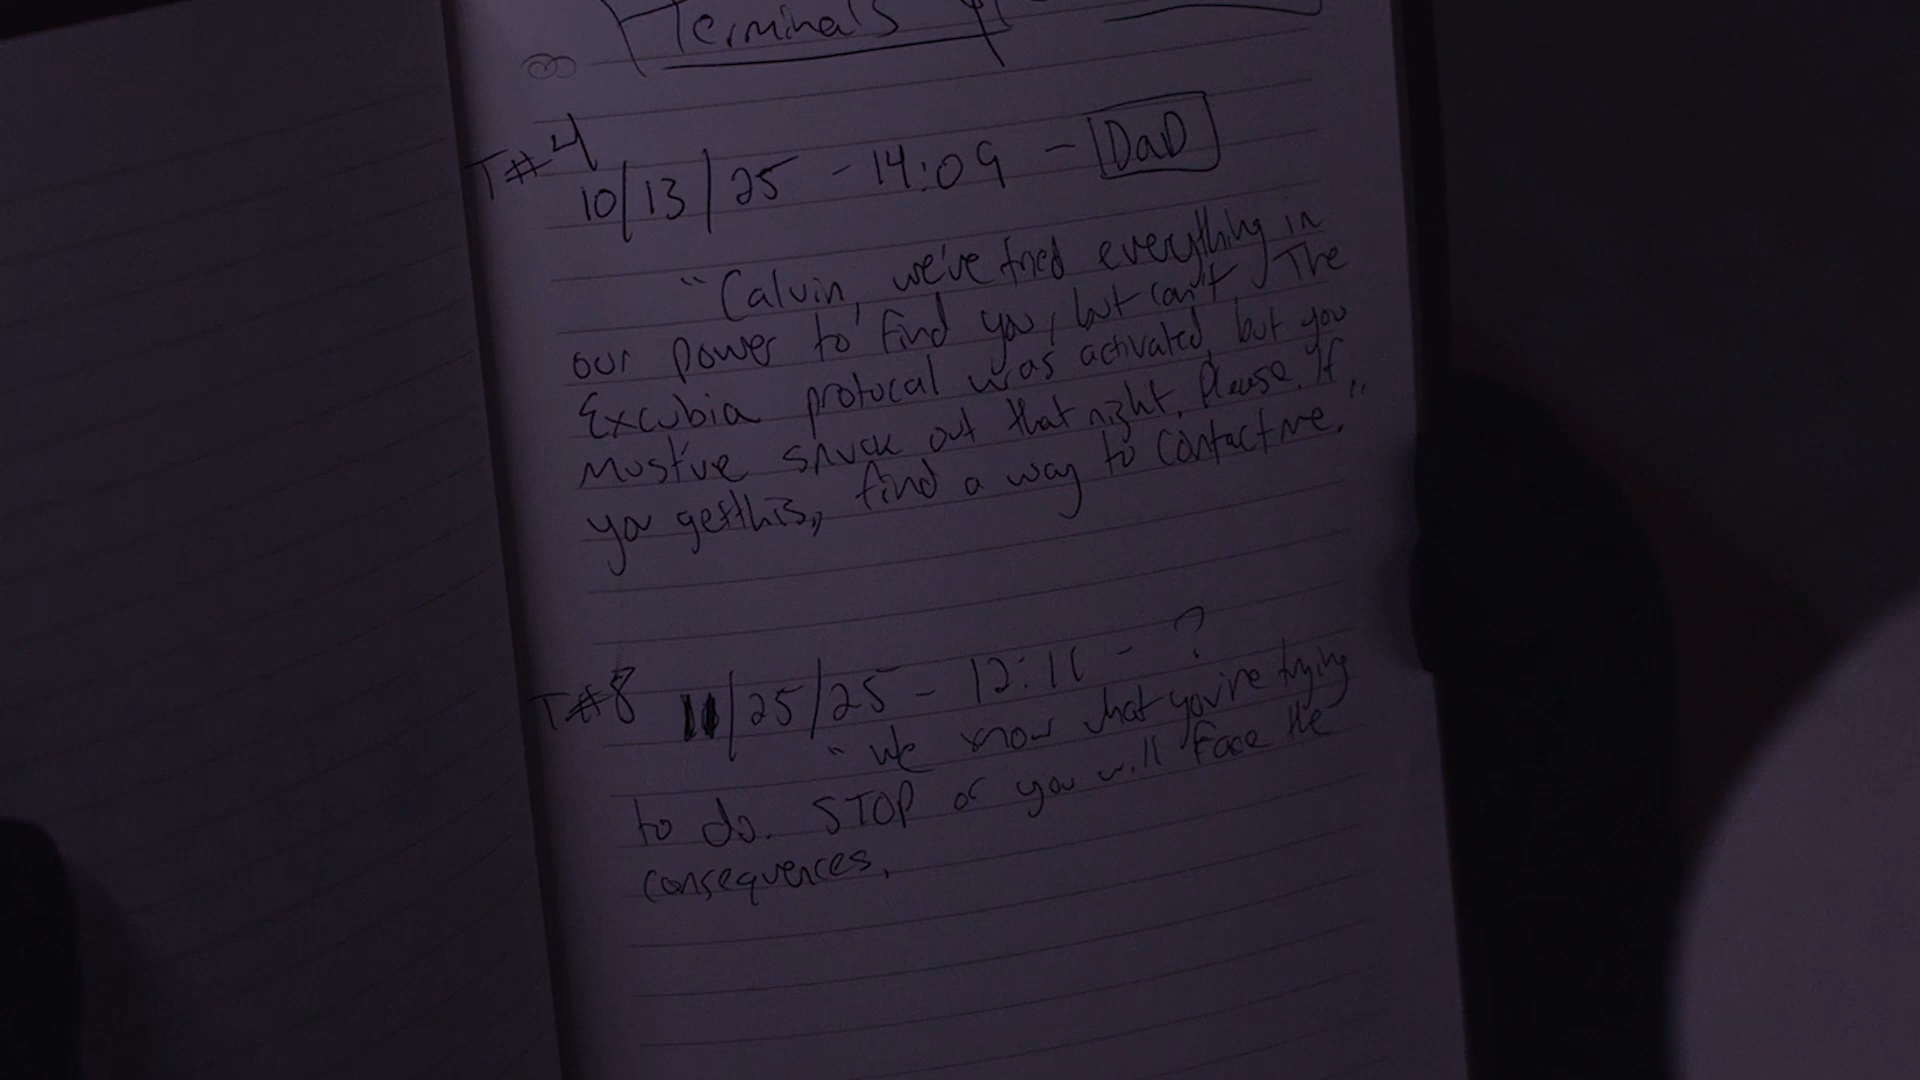 Terminals
T#4
10/13/25 - 14:09 - DaD
"Calvin, we've tried everything in
our power to find you, but can't. The
Excubia protocal was activated, but you
Must've snuck out that night. Please. If
you get this, find a way to contact me."
T#8 11/25/25 - 12:11 - ?
"We know what you're trying
to do. STOP or you will face the
consequences.